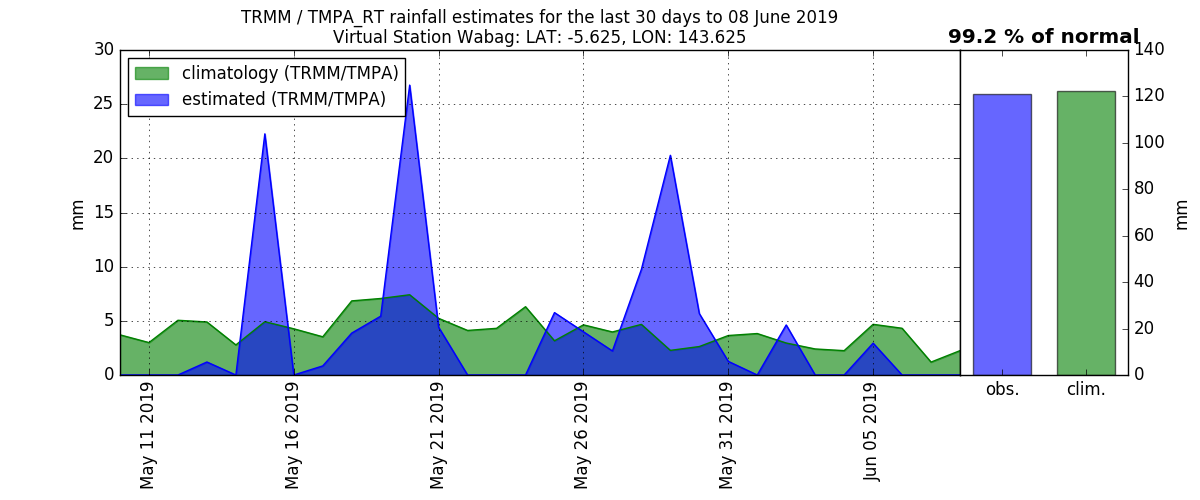 TRMM / TMPA_RT rainfall estimates for the last 30 days to 08 June 2019
Virtual Station Wabag: LAT: -5.625, LON: 143.625
99.2 % of normal
climatology (TRMM/TMPA)
estimated (TRMM/TMPA)
mm
30
25
20
15
10
5
0
May 11 2019
May 16 2019
May 21 2019
May 26 2019
May 31 2019
Jun 05 2019
obs.
clim.
140
120
100
80
60
40
20
0
mm